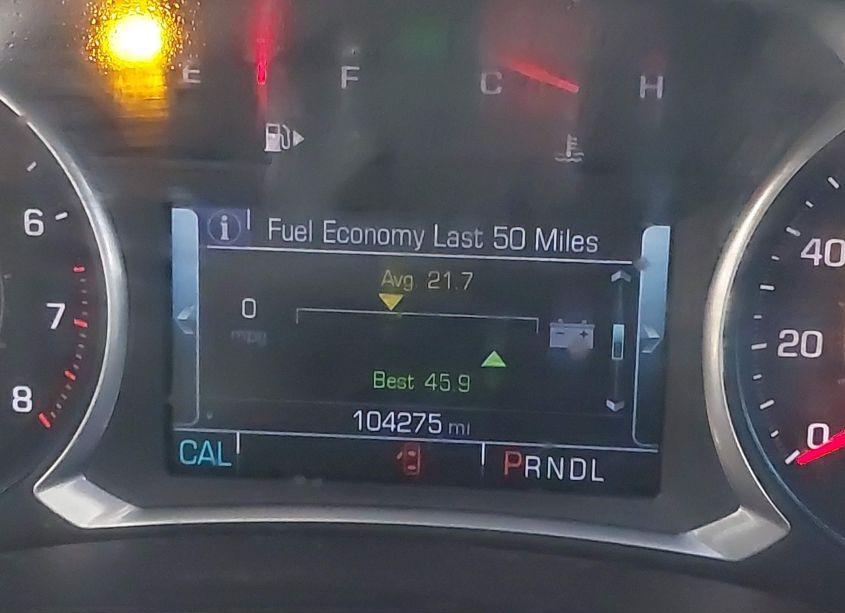 E F C H
i Fuel Economy Last 50 Miles
Avg. 21.7
0
mpg
- +
Best 45.9
104275 mi
CAL PRNDL
6
7
8
40
20
0